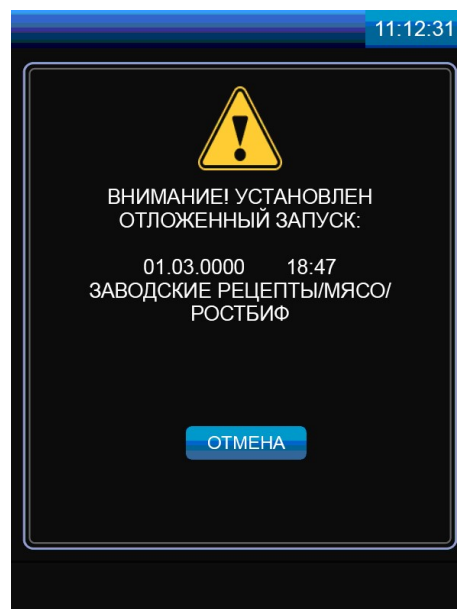 11:12:31
ВНИМАНИЕ! УСТАНОВЛЕН
ОТЛОЖЕННЫЙ ЗАПУСК:
01.03.0000 18:47
ЗАВОДСКИЕ РЕЦЕПТЫ/МЯСО/
РОСТБИФ
ОТМЕНА